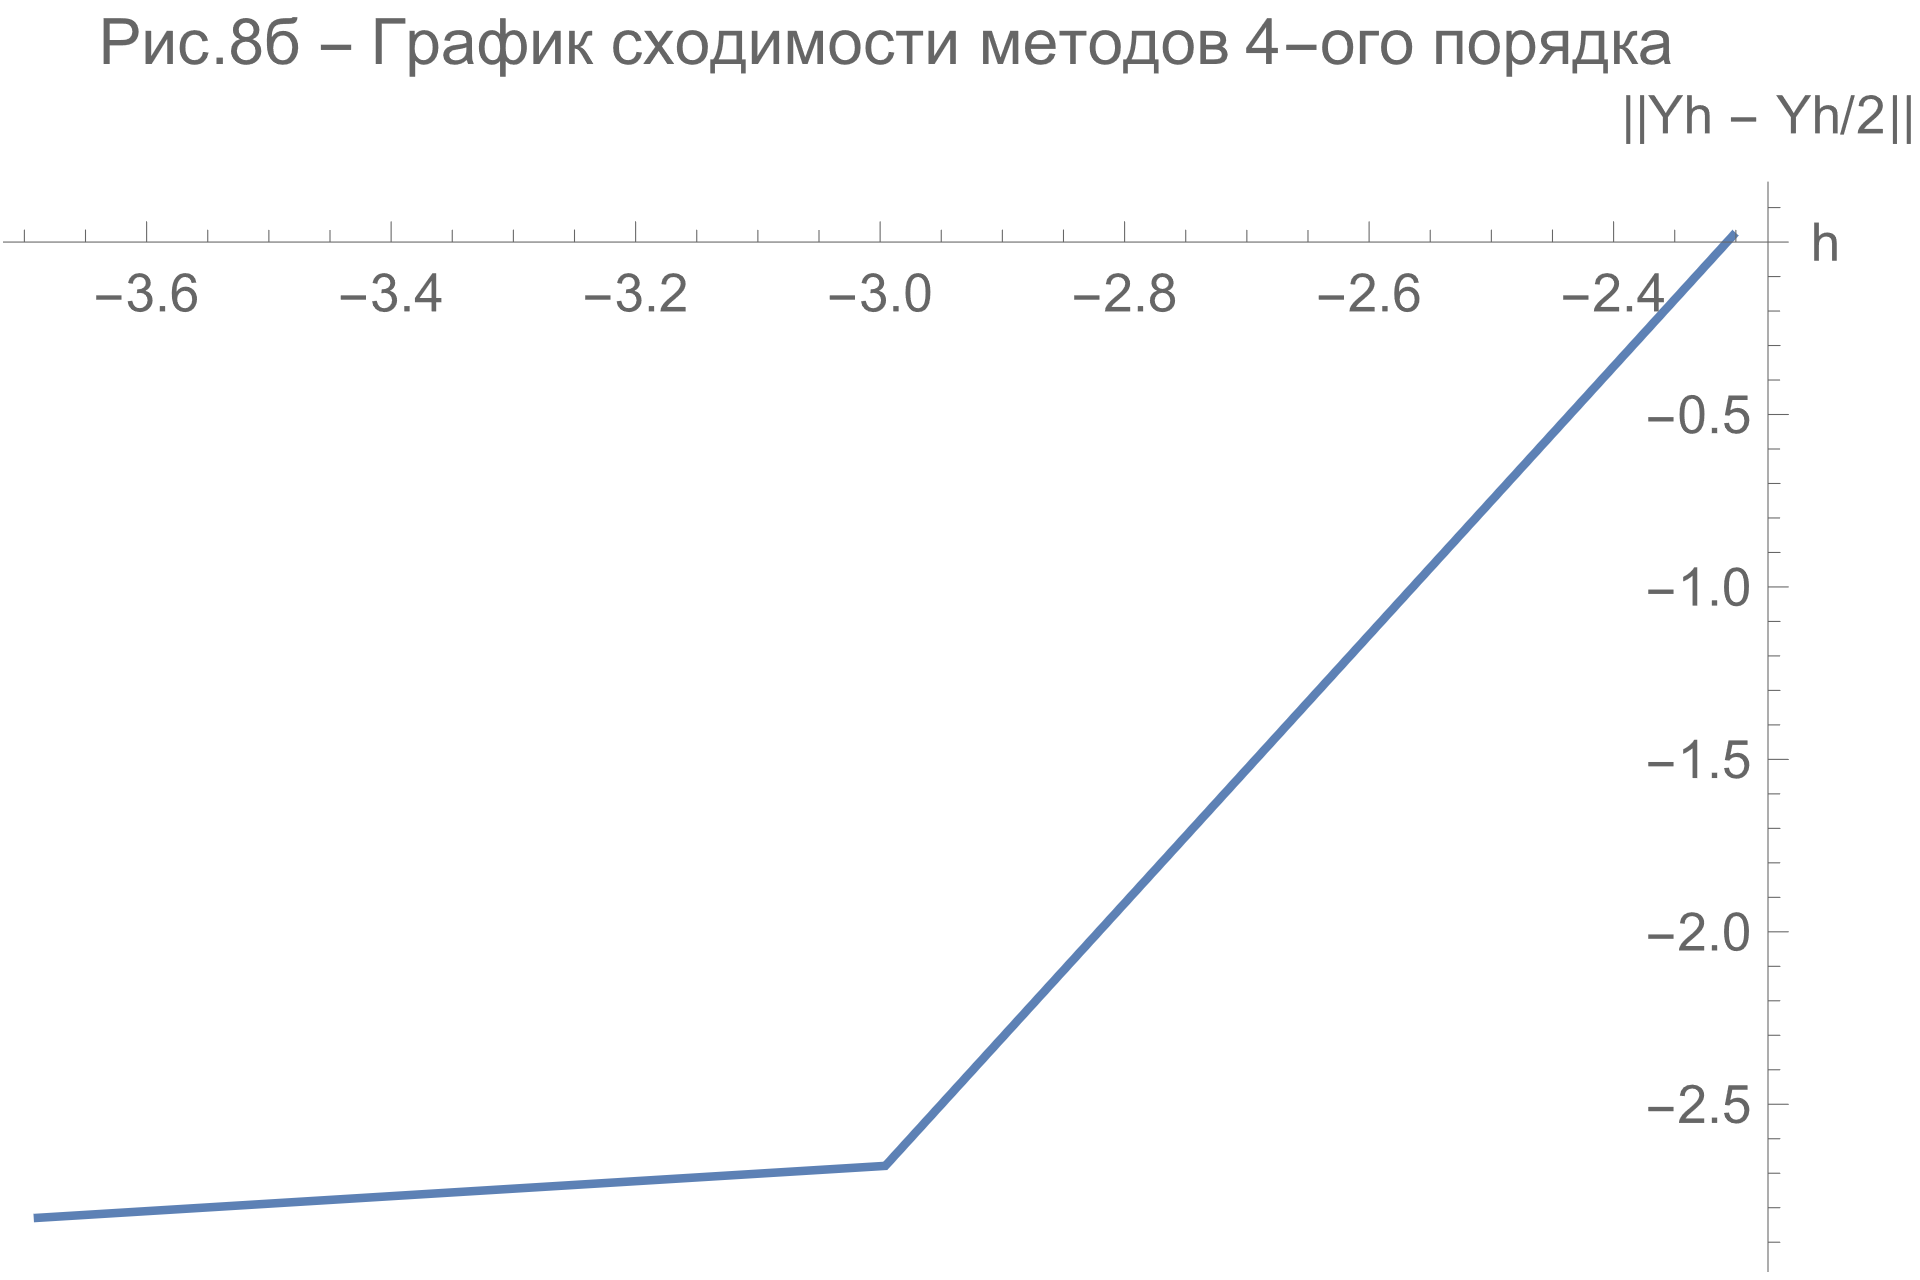 Рис.8б – График сходимости методов 4–ого порядка
||Yh – Yh/2||
h
–3.6 –3.4 –3.2 –3.0 –2.8 –2.6 –2.4
–0.5
–1.0
–1.5
–2.0
–2.5